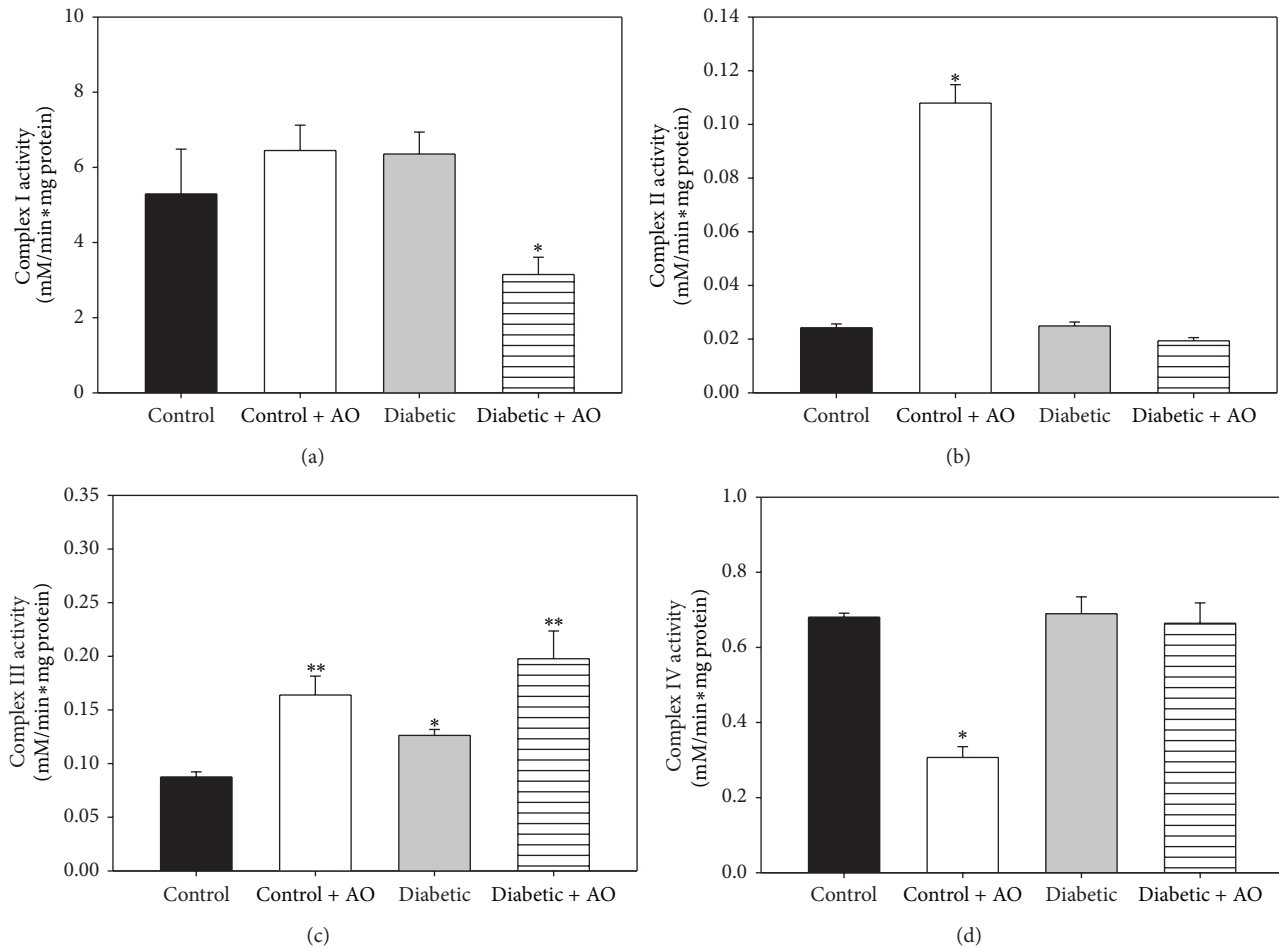 Complex I activity
(mM/min∗mg protein)
10
8
6
4
2
0
*
Control
Control + AO
Diabetic
Diabetic + AO
(a)
Complex II activity
(mM/min∗mg protein)
0.14
0.12
0.10
0.08
0.06
0.04
0.02
0.00
*
Control
Control + AO
Diabetic
Diabetic + AO
(b)
Complex III activity
(mM/min∗mg protein)
0.35
0.30
0.25
0.20
0.15
0.10
0.05
0.00
**
*
**
Control
Control + AO
Diabetic
Diabetic + AO
(c)
Complex IV activity
(mM/min∗mg protein)
1.0
0.8
0.6
0.4
0.2
0.0
*
Control
Control + AO
Diabetic
Diabetic + AO
(d)